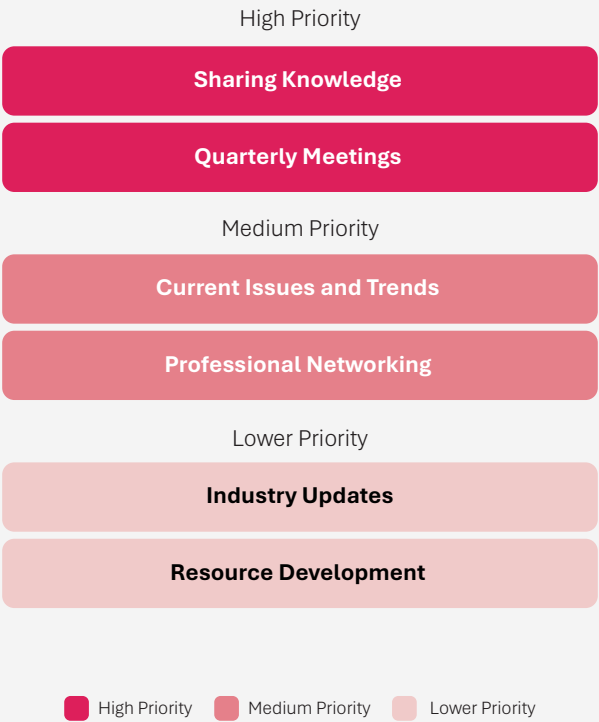 High Priority
Sharing Knowledge
Quarterly Meetings
Medium Priority
Current Issues and Trends
Professional Networking
Lower Priority
Industry Updates
Resource Development
High Priority Medium Priority Lower Priority